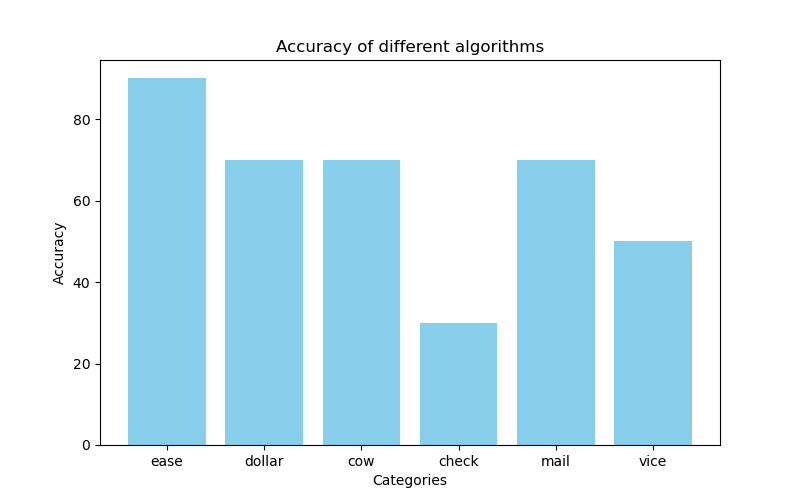 Accuracy of different algorithms
Accuracy
80
60
40
20
0
ease dollar cow check mail vice
Categories